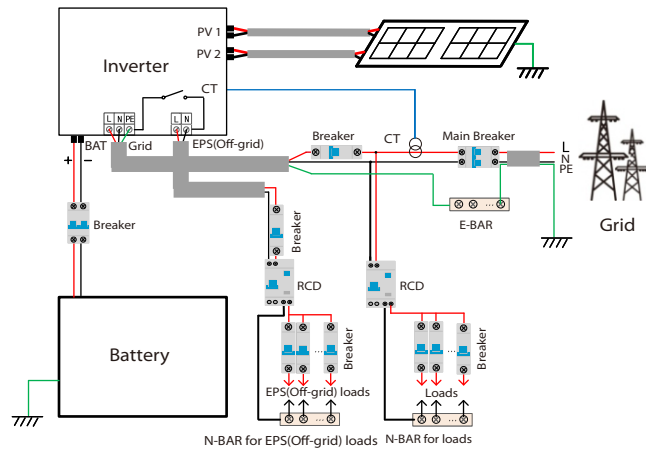 PV 1
PV 2
Inverter
CT
L N PE
L N
BAT
Grid
EPS(Off-grid)
+ −
Breaker
CT
Main Breaker
L
N
PE
E-BAR
Grid
Breaker
Breaker
RCD
RCD
Battery
Breaker
Breaker
EPS(Off-grid) loads
Loads
N-BAR for EPS(Off-grid) loads
N-BAR for loads